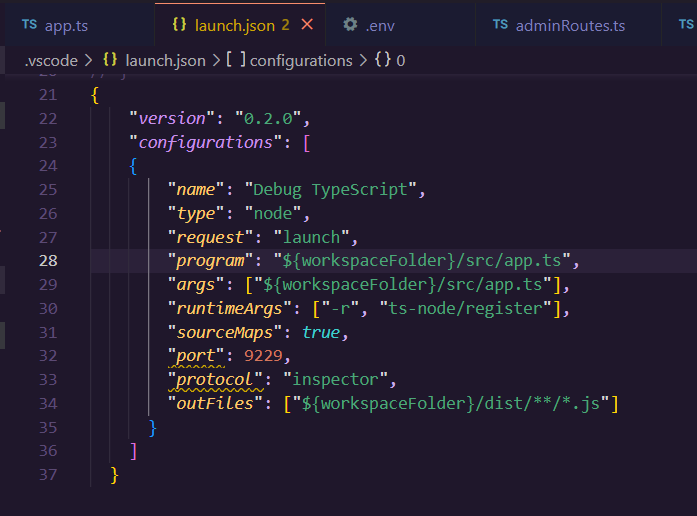 TS app.ts {} launch.json 2 × .env TS adminRoutes.ts TS
.vscode > {} launch.json > [ ] configurations > {} 0
21 {
22 "version": "0.2.0",
23 "configurations": [
24 {
25 "name": "Debug TypeScript",
26 "type": "node",
27 "request": "launch",
28 "program": "${workspaceFolder}/src/app.ts",
29 "args": ["${workspaceFolder}/src/app.ts"],
30 "runtimeArgs": ["-r", "ts-node/register"],
31 "sourceMaps": true,
32 "port": 9229,
33 "protocol": "inspector",
34 "outFiles": ["${workspaceFolder}/dist/**/*.js"]
35 }
36 ]
37 }